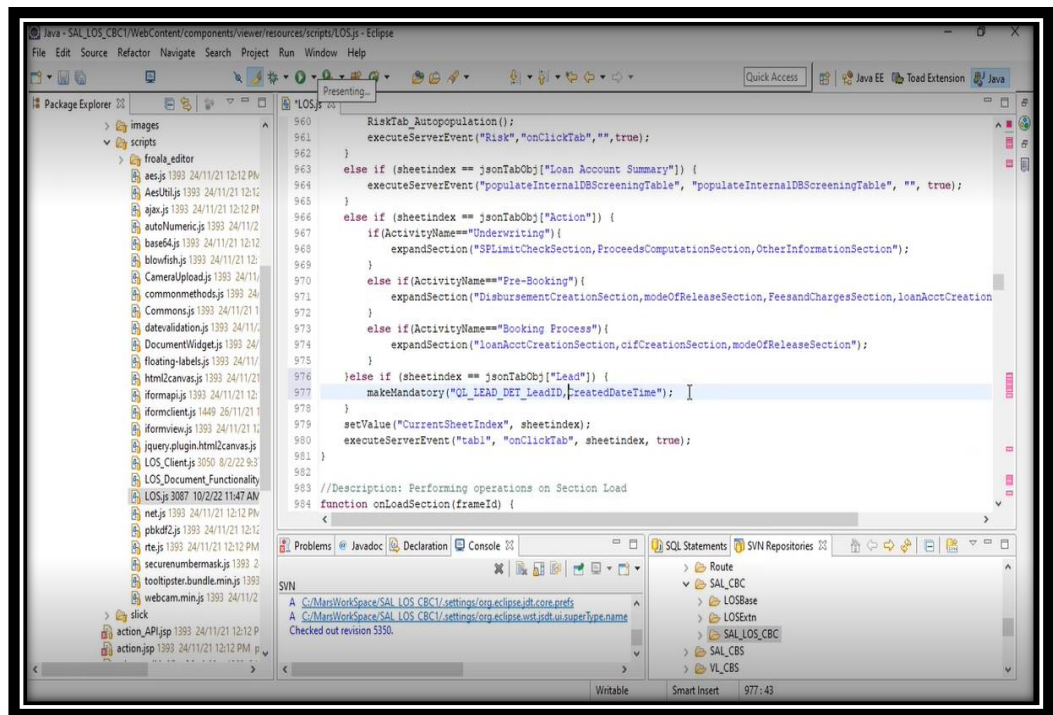 Java - SAL_LOS_CBC1/WebContent/components/viewer/resources/scripts/LOS.js - Eclipse
File Edit Source Refactor Navigate Search Project Run Window Help
Presenting...
Quick Access
Java EE
Toad Extension
Java
Package Explorer
images
scripts
froala_editor
aes.js 1393 24/11/21 12:12 PM
AesUtil.js 1393 24/11/21 12:12
ajax.js 1393 24/11/21 12:12 PM
autoNumeric.js 1393 24/11/2
base64.js 1393 24/11/21 12:12
blowfish.js 1393 24/11/21 12:
CameraUpload.js 1393 24/11/
commonmethods.js 1393 24/
Commons.js 1393 24/11/21 1
datevalidation.js 1393 24/11/
DocumentWidget.js 1393 24/
floating-labels.js 1393 24/11/
html2canvas.js 1393 24/11/21
iformapi.js 1393 24/11/21 12:
iformclient.js 1449 26/11/21 1
iformview.js 1393 24/11/21 12
jquery.plugin.html2canvas.js
LOS_Client.js 3050 8/2/22 9:3
LOS_Document_Functionality
LOS.js 3087 10/2/22 11:47 AM
net.js 1393 24/11/21 12:12 PM
pbkdf2.js 1393 24/11/21 12:12
rte.js 1393 24/11/21 12:12 PM
securenumbermask.js 1393 2
tooltipster.bundle.min.js 1393
webcam.min.js 1393 24/11/2
slick
action_API.jsp 1393 24/11/21 12:12 P
action.jsp 1393 24/11/21 12:12 PM p
*LOS.js
960 RiskTab_Autopopulation();
961 executeServerEvent("Risk","onClickTab","",true);
962 }
963 else if (sheetindex == jsonTabObj["Loan Account Summary"]) {
964 executeServerEvent("populateInternalDBScreeningTable", "populateInternalDBScreeningTable", "", true);
965 }
966 else if (sheetindex == jsonTabObj["Action"]) {
967 if(ActivityName=="Underwriting"){
968 expandSection("SPLimitCheckSection,ProceedsComputationSection,OtherInformationSection");
969 }
970 else if(ActivityName=="Pre-Booking"){
971 expandSection("DisbursementCreationSection,modeOfReleaseSection,FeesandChargesSection,loanAcctCreation
972 }
973 else if(ActivityName=="Booking Process"){
974 expandSection("loanAcctCreationSection,cifCreationSection,modeOfReleaseSection");
975 }
976 }else if (sheetindex == jsonTabObj["Lead"]) {
977 makeMandatory("QL_LEAD_DET_LeadID,CreatedDateTime");
978 }
979 setValue("CurrentSheetIndex", sheetindex);
980 executeServerEvent("tab1", "onClickTab", sheetindex, true);
981 }
982
983 //Description: Performing operations on Section Load
984 function onLoadSection(frameId) {
Problems Javadoc Declaration Console
SVN
A C:/MarsWorkSpace/SAL_LOS_CBC1/.settings/org.eclipse.jdt.core.prefs
A C:/MarsWorkSpace/SAL_LOS_CBC1/.settings/org.eclipse.wst.jsdt.ui.superType.name
Checked out revision 5350.
SQL Statements SVN Repositories
Route
SAL_CBC
LOSBase
LOSExtn
SAL_LOS_CBC
SAL_CBS
VL_CBS
Writable Smart Insert 977 : 43